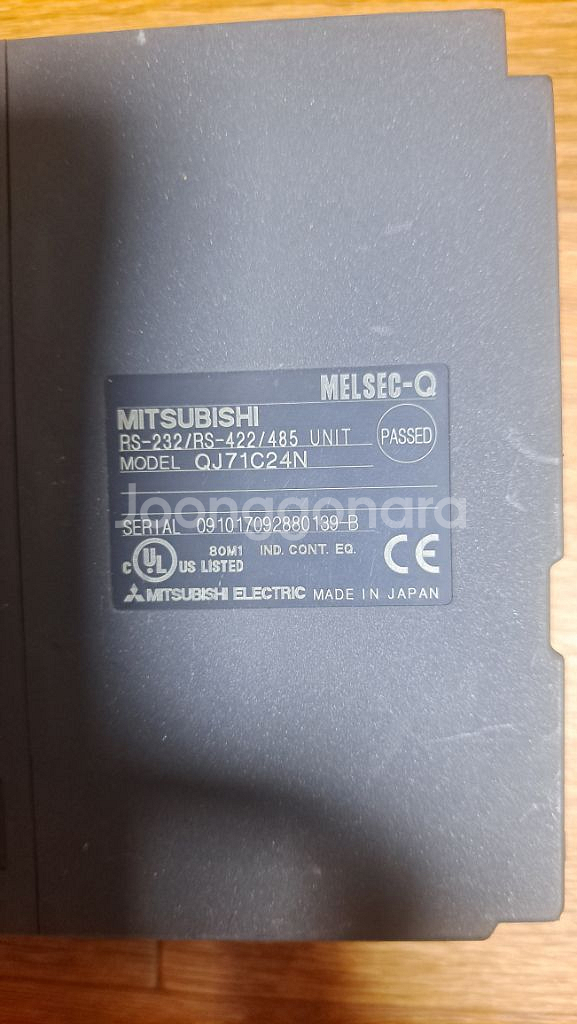 MELSEC-Q
MITSUBISHI
RS-232/RS-422/485 UNIT
PASSED
MODEL QJ71C24N
Joonggonara
SERIAL 091017092880139-B
80M1 IND. CONT. EQ.
C UL US LISTED
CE
MITSUBISHI ELECTRIC MADE IN JAPAN